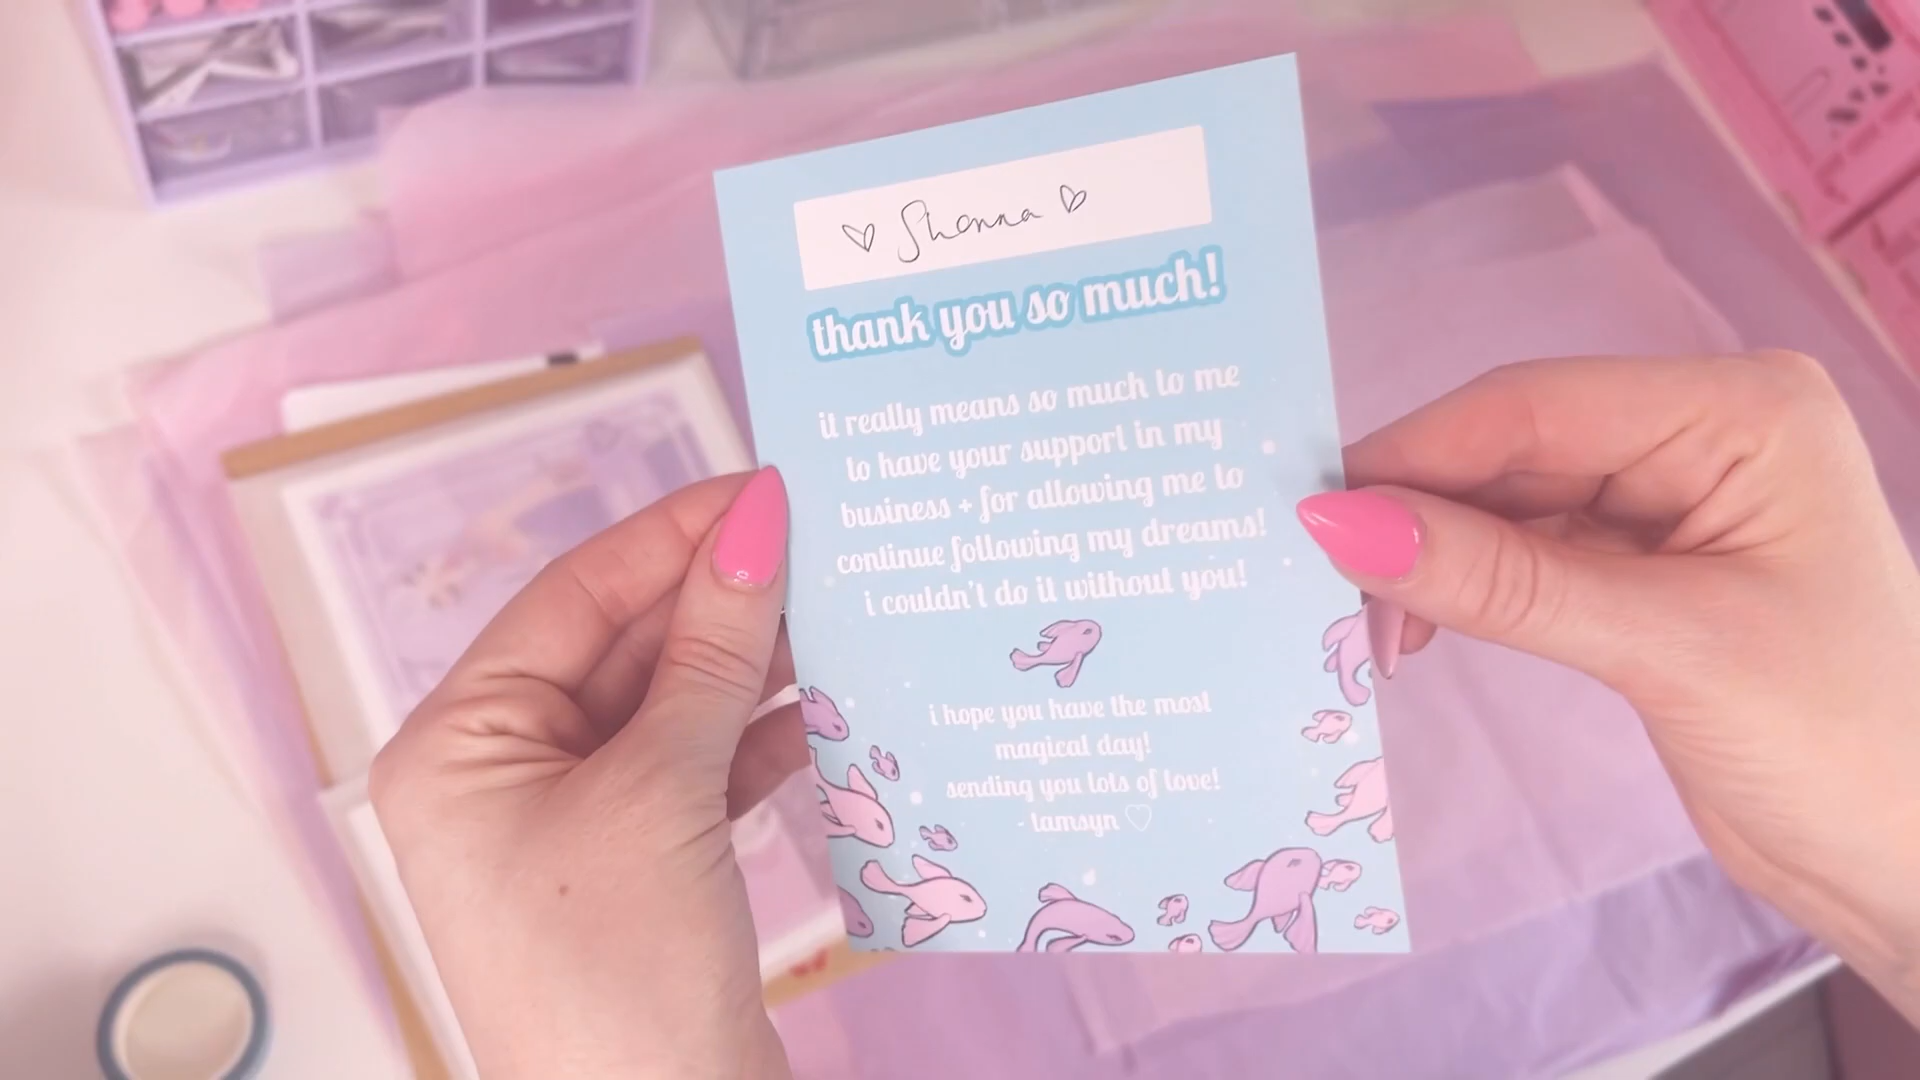 ♡ Shanna ♡
thank you so much!
it really means so much to me
to have your support in my
business + for allowing me to
continue following my dreams!
i couldn't do it without you!
i hope you have the most
magical day!
sending you lots of love!
- tamsyn ♡